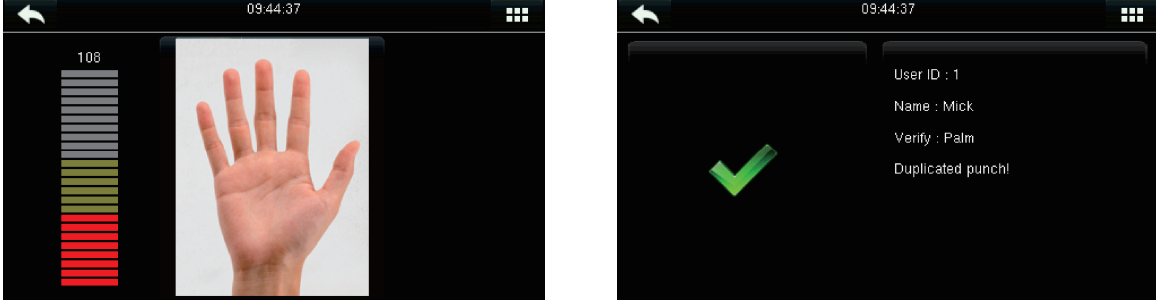 09:44:37
108
09:44:37
User ID : 1
Name : Mick
Verify : Palm
Duplicated punch!